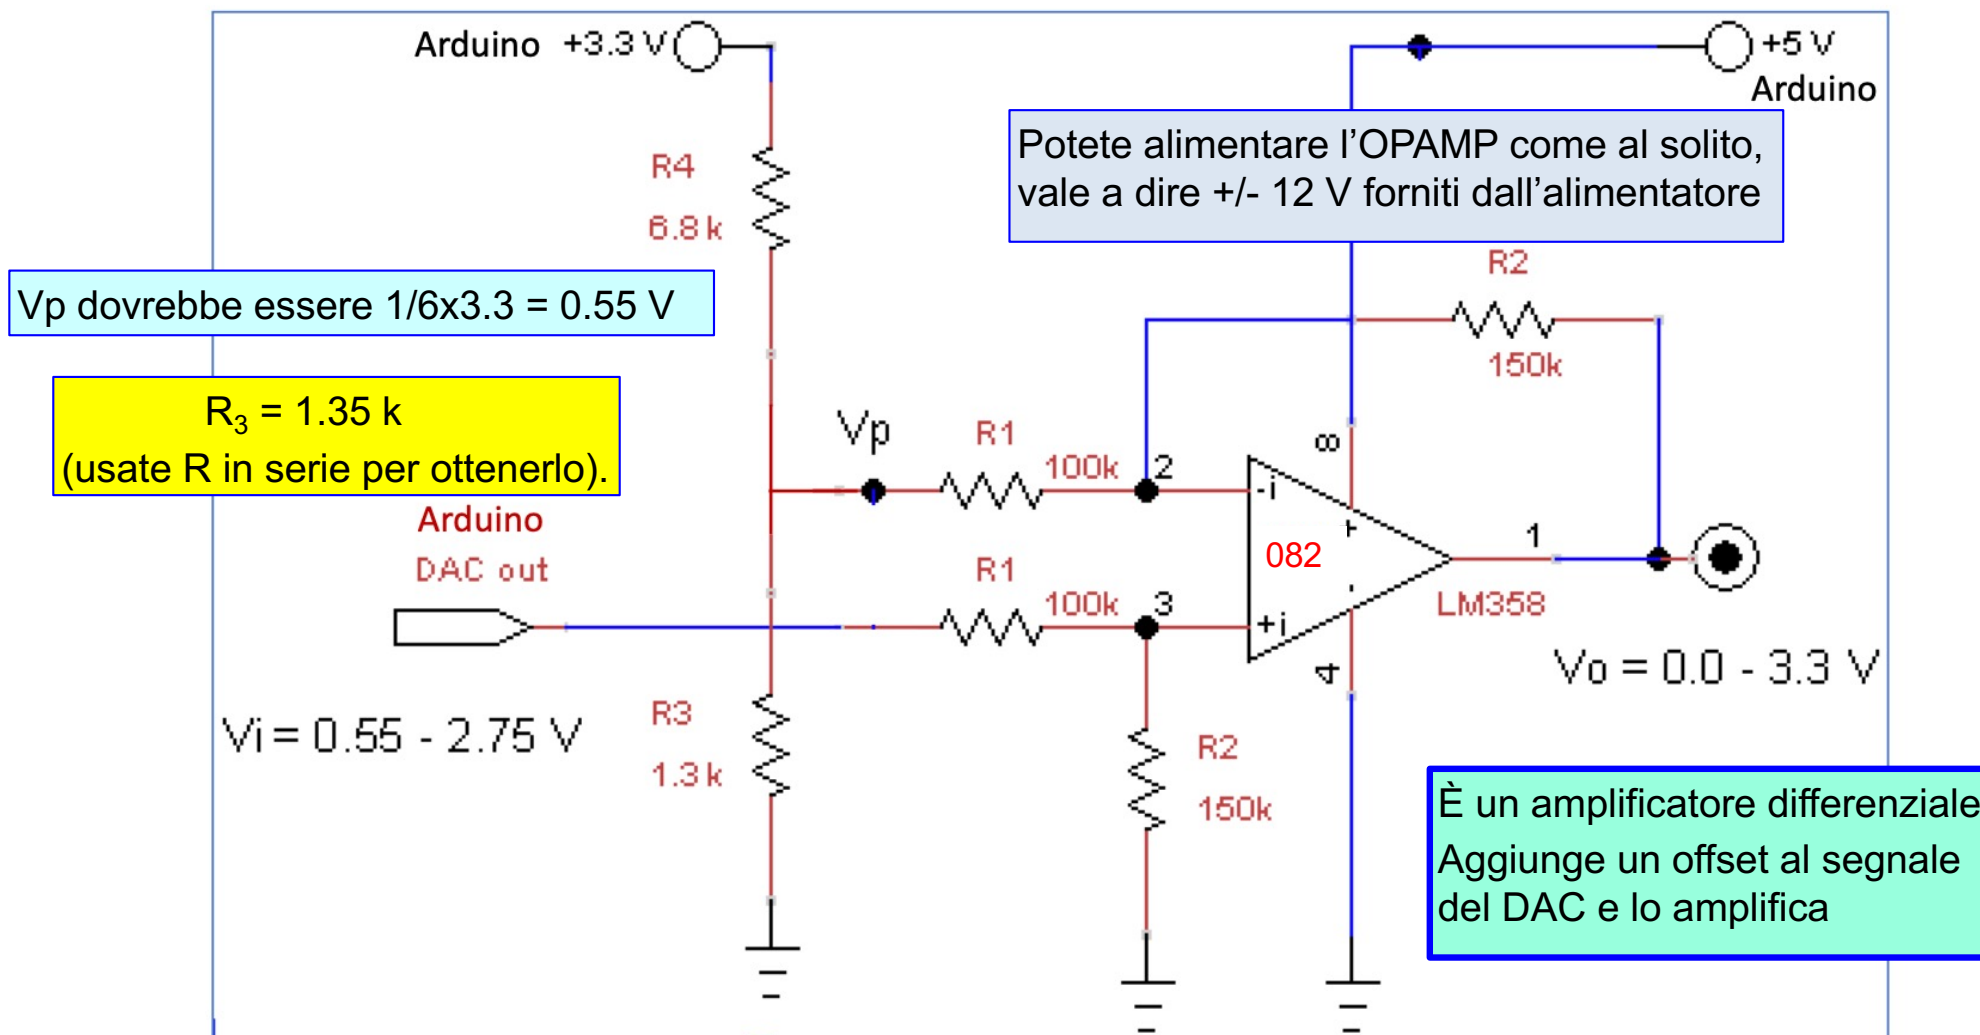 Arduino +3.3 V
+5 V
Arduino
Potete alimentare l'OPAMP come al solito,
vale a dire +/- 12 V forniti dall'alimentatore
R4
6.8 k
R2
150k
Vp dovrebbe essere 1/6x3.3 = 0.55 V
R₃ = 1.35 k
(usate R in serie per ottenerlo).
Vp
R1
100k
2
8
-i
+
Arduino
DAC out
082
1
R1
100k
3
+i
-
LM358
4
Vo = 0.0 - 3.3 V
Vi = 0.55 - 2.75 V
R3
1.3 k
R2
150k
È un amplificatore differenziale
Aggiunge un offset al segnale
del DAC e lo amplifica